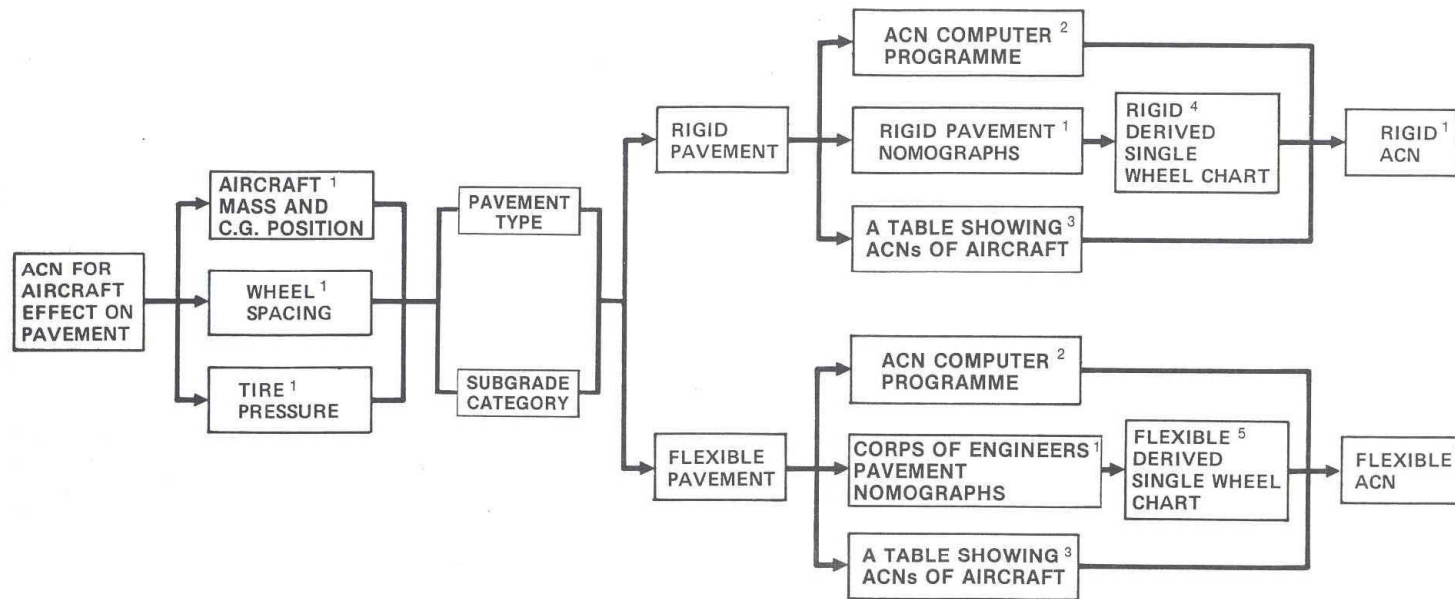 ACN FOR
AIRCRAFT
EFFECT ON
PAVEMENT
AIRCRAFT 1
MASS AND
C.G. POSITION
WHEEL 1
SPACING
TIRE 1
PRESSURE
PAVEMENT
TYPE
SUBGRADE
CATEGORY
RIGID
PAVEMENT
ACN COMPUTER 2
PROGRAMME
RIGID PAVEMENT 1
NOMOGRAPHS
A TABLE SHOWING 3
ACNs OF AIRCRAFT
RIGID 4
DERIVED
SINGLE
WHEEL CHART
RIGID 1
ACN
FLEXIBLE
PAVEMENT
ACN COMPUTER 2
PROGRAMME
CORPS OF ENGINEERS 1
PAVEMENT
NOMOGRAPHS
A TABLE SHOWING 3
ACNs OF AIRCRAFT
FLEXIBLE 5
DERIVED
SINGLE WHEEL
CHART
FLEXIBLE
ACN